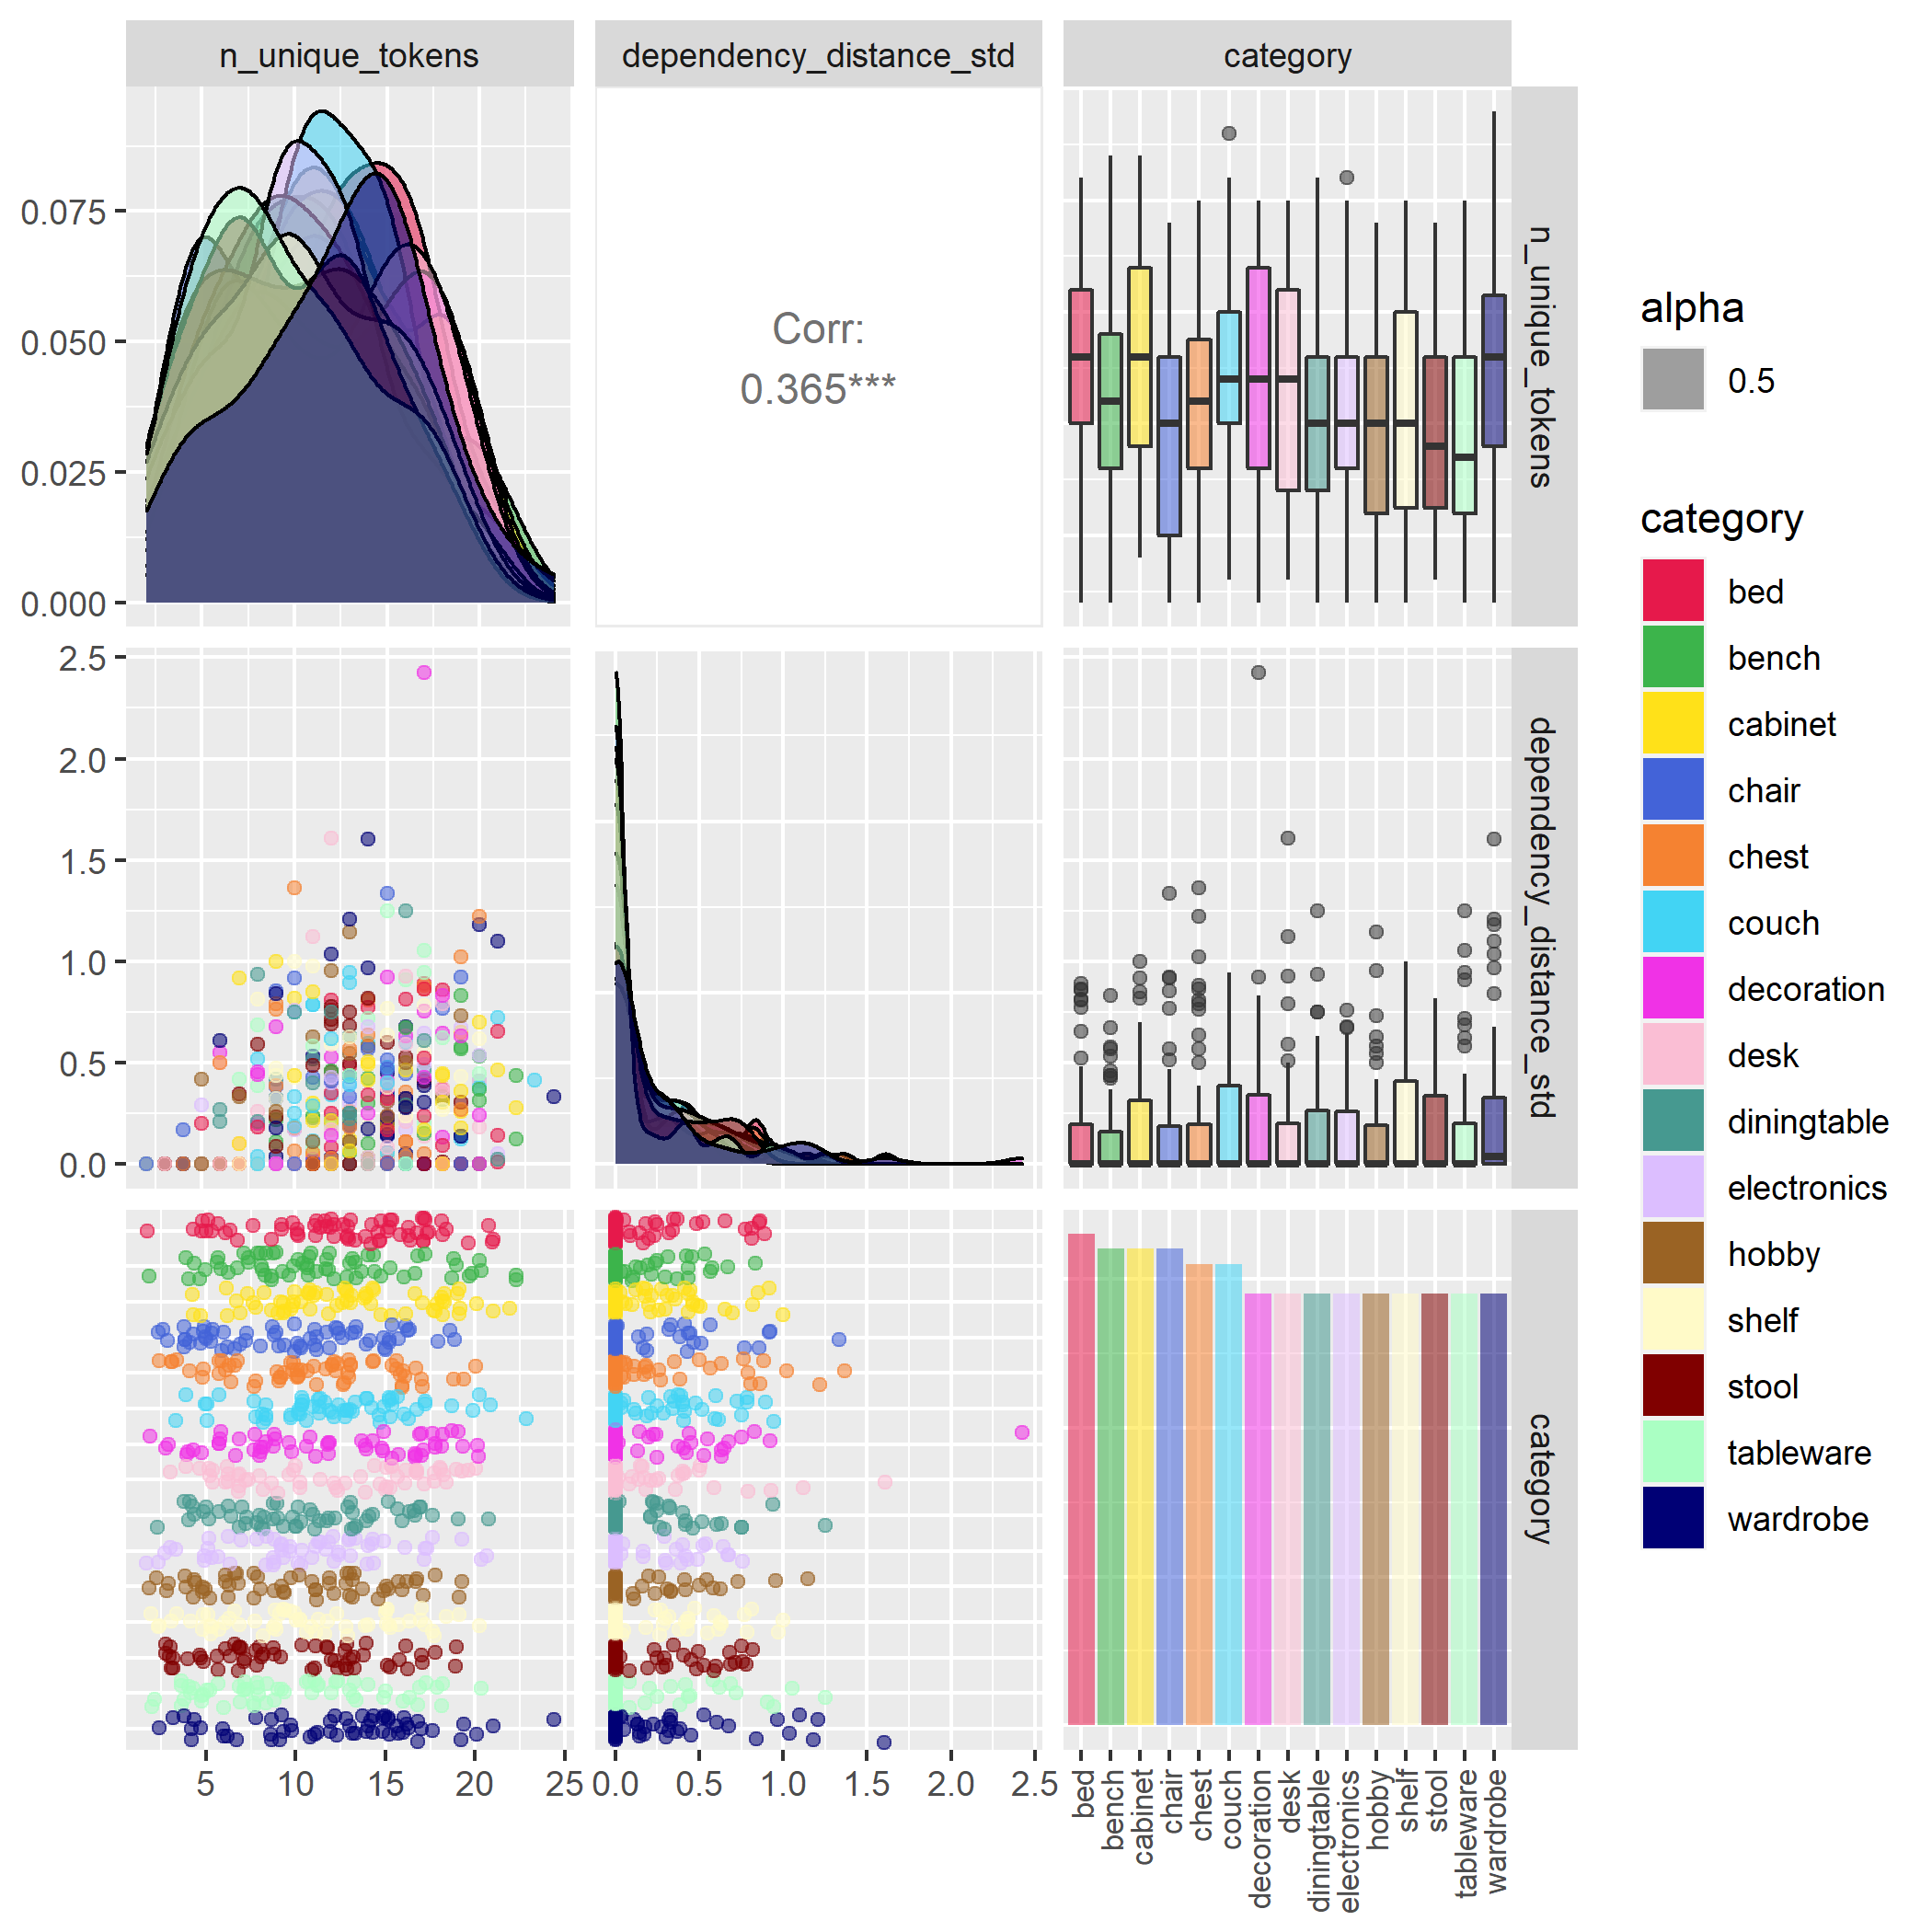 n_unique_tokens
dependency_distance_std
category
0.075
0.050
0.025
0.000
Corr:
0.365***
n_unique_tokens
2.5
2.0
1.5
1.0
0.5
0.0
dependency_distance_std
category
5
10
15
20
25
0.0
0.5
1.0
1.5
2.0
2.5
bed
bench
cabinet
chair
chest
couch
decoration
desk
diningtable
electronics
hobby
shelf
stool
tableware
wardrobe
alpha
0.5
category
bed
bench
cabinet
chair
chest
couch
decoration
desk
diningtable
electronics
hobby
shelf
stool
tableware
wardrobe